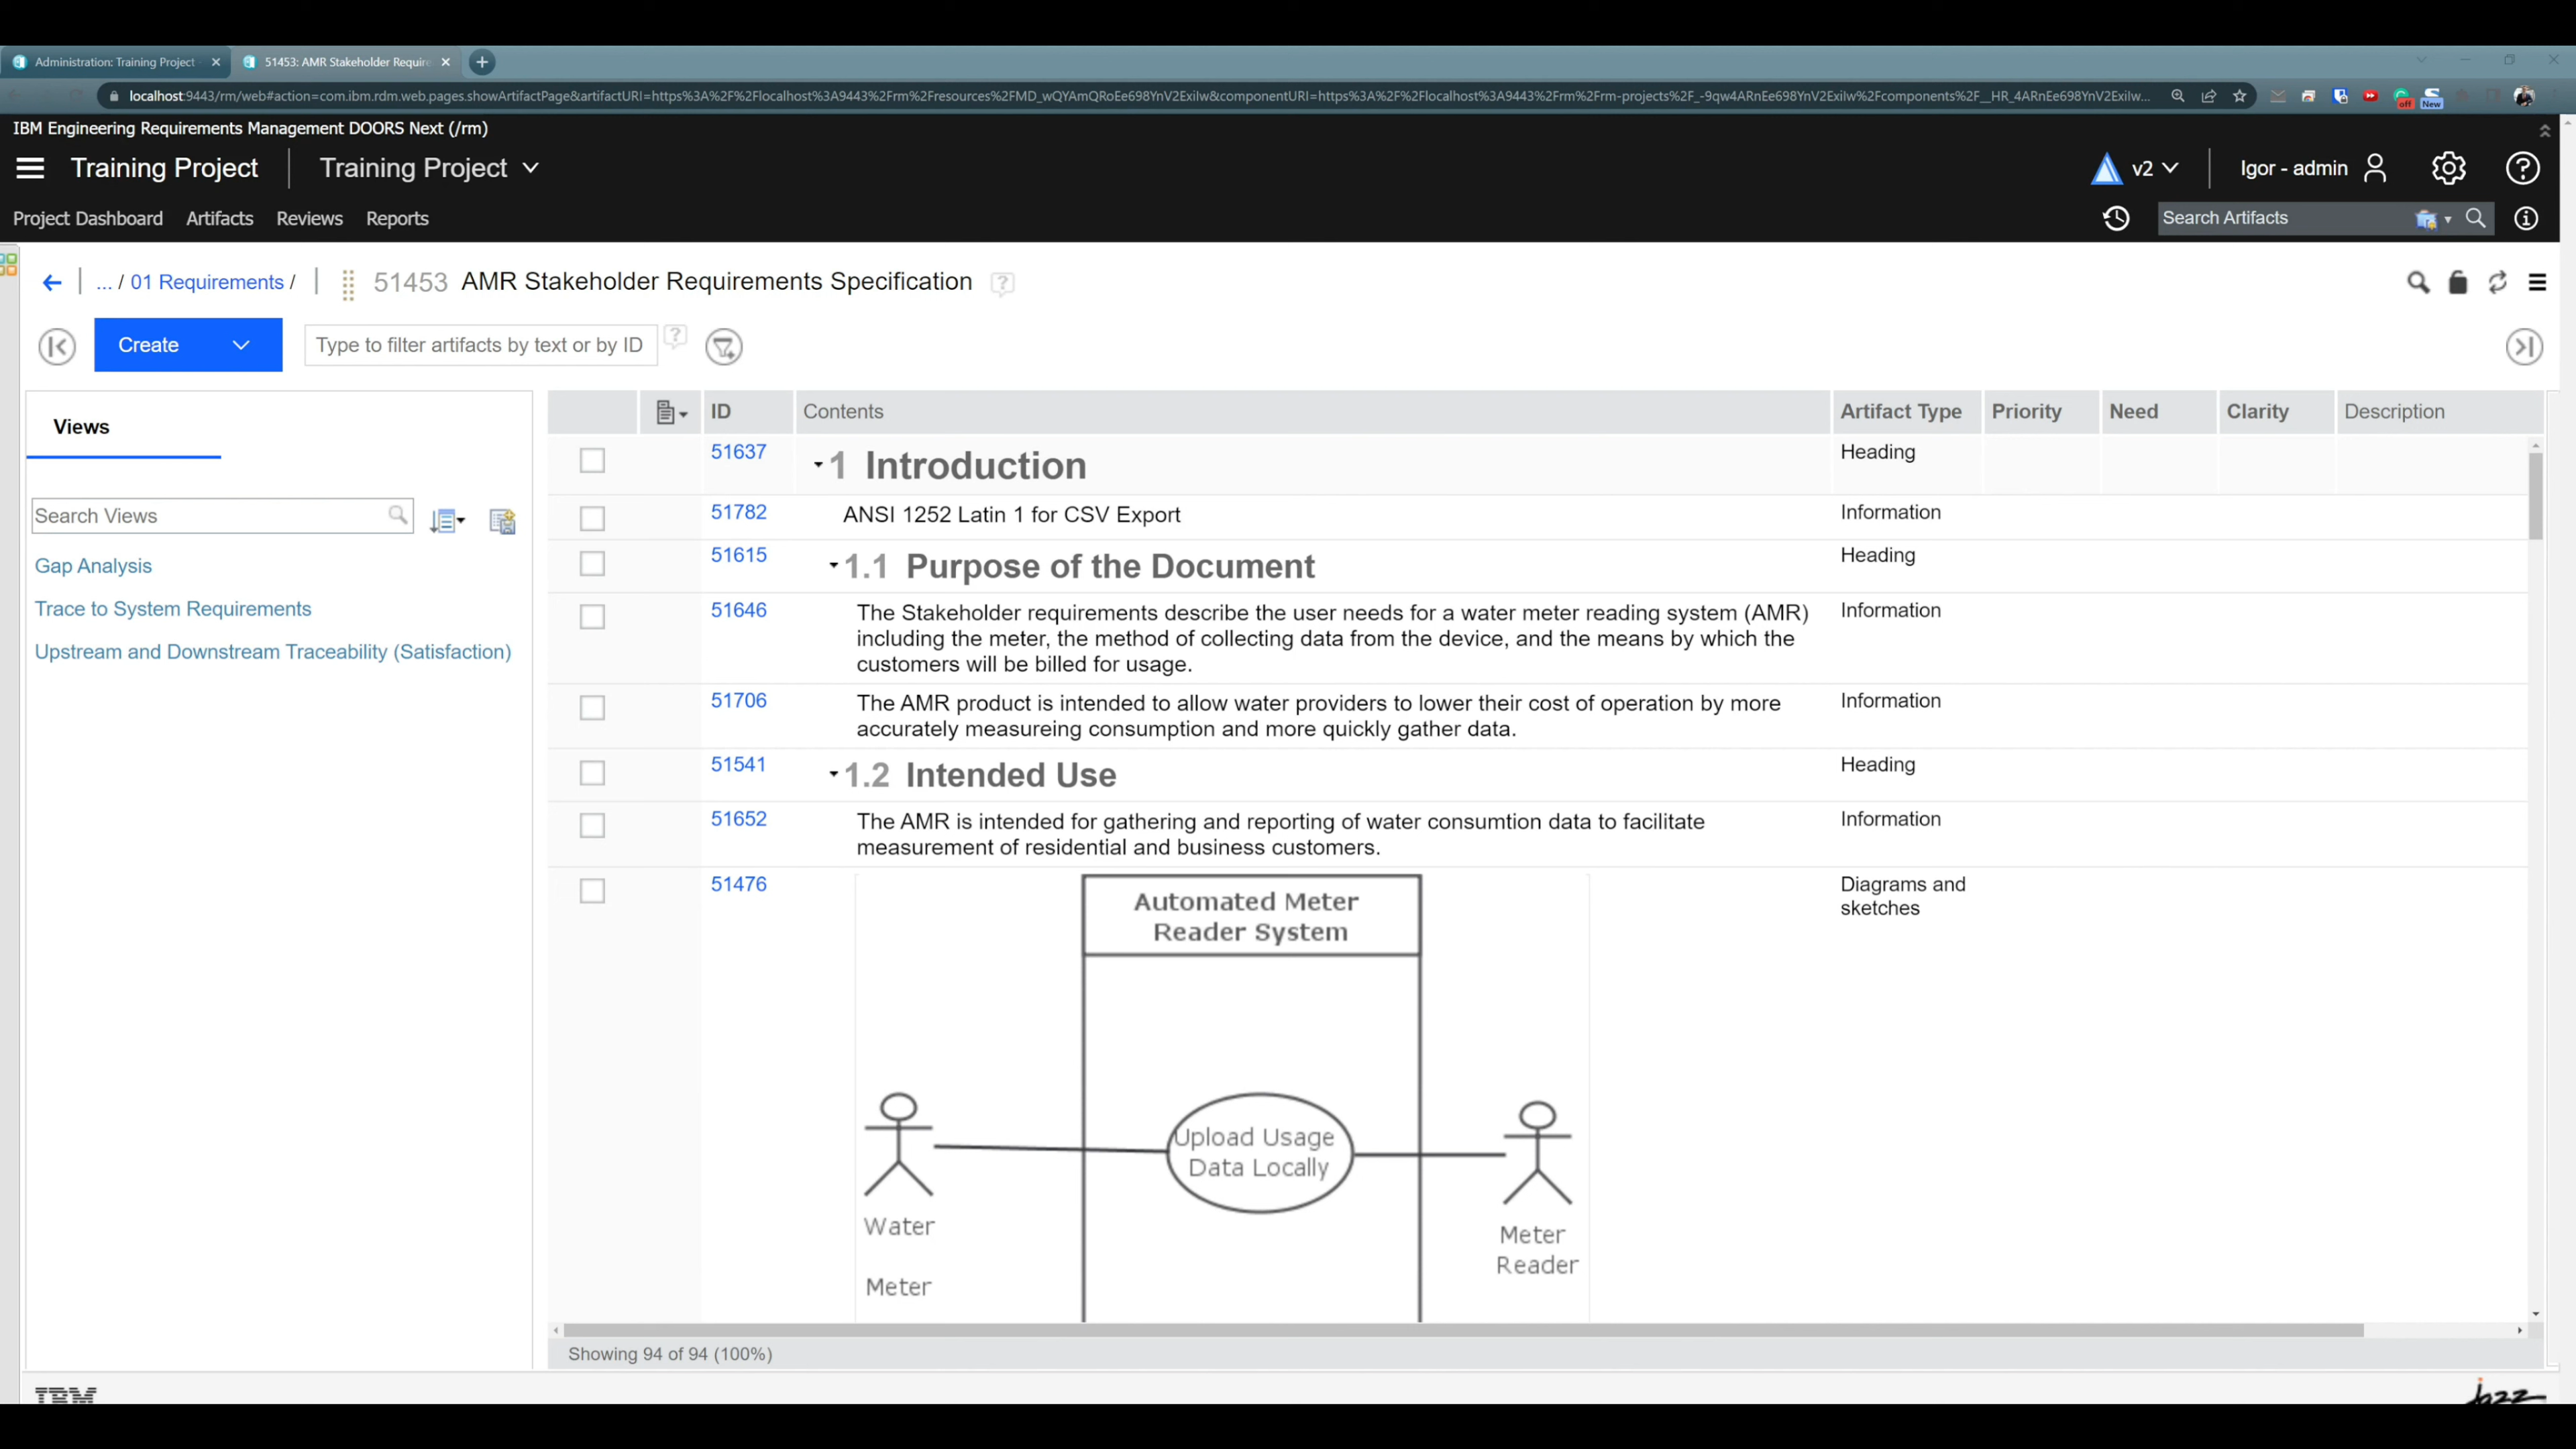 Administration: Training Project
51453: AMR Stakeholder Require
localhost:9443/rm/web#action=com.ibm.rdm.web.pages.showArtifactPage&artifactURI=https%3A%2F%2Flocalhost%3A9443%2Frm%2Fresources%2FMD_wQYAmQRoEe698YnV2Exilw&componentURI=https%3A%2F%2Flocalhost%3A9443%2Frm%2Frm-projects%2F_-9qw4ARnEe698YnV2Exilw%2Fcomponents%2F__HR_4ARnEe698YnV2Exilw...
off
New
IBM Engineering Requirements Management DOORS Next (/rm)
Training Project
Training Project
v2
Igor - admin
Project Dashboard
Artifacts
Reviews
Reports
Search Artifacts
... / 01 Requirements /
51453 AMR Stakeholder Requirements Specification
Create
Type to filter artifacts by text or by ID
Views
Search Views
Gap Analysis
Trace to System Requirements
Upstream and Downstream Traceability (Satisfaction)
ID Contents Artifact Type Priority Need Clarity Description
51637 1 Introduction Heading
51782 ANSI 1252 Latin 1 for CSV Export Information
51615 1.1 Purpose of the Document Heading
51646 The Stakeholder requirements describe the user needs for a water meter reading system (AMR) Information
including the meter, the method of collecting data from the device, and the means by which the
customers will be billed for usage.
51706 The AMR product is intended to allow water providers to lower their cost of operation by more Information
accurately measureing consumption and more quickly gather data.
51541 1.2 Intended Use Heading
51652 The AMR is intended for gathering and reporting of water consumtion data to facilitate Information
measurement of residential and business customers.
51476 Diagrams and
sketches
Automated Meter
Reader System
Upload Usage
Data Locally
Water
Meter
Meter
Reader
Showing 94 of 94 (100%)
IBM
jazz